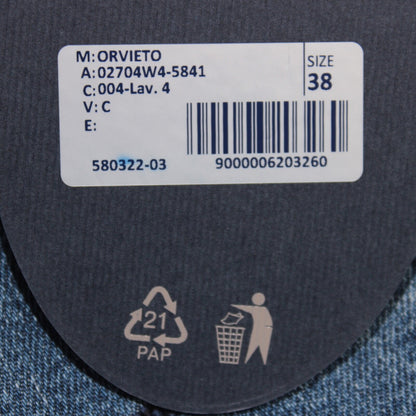 M: ORVIETO
A: 02704W4-5841
C: 004-Lav. 4
V: C
E:
SIZE
38
580322-03
9000006203260
21
PAP